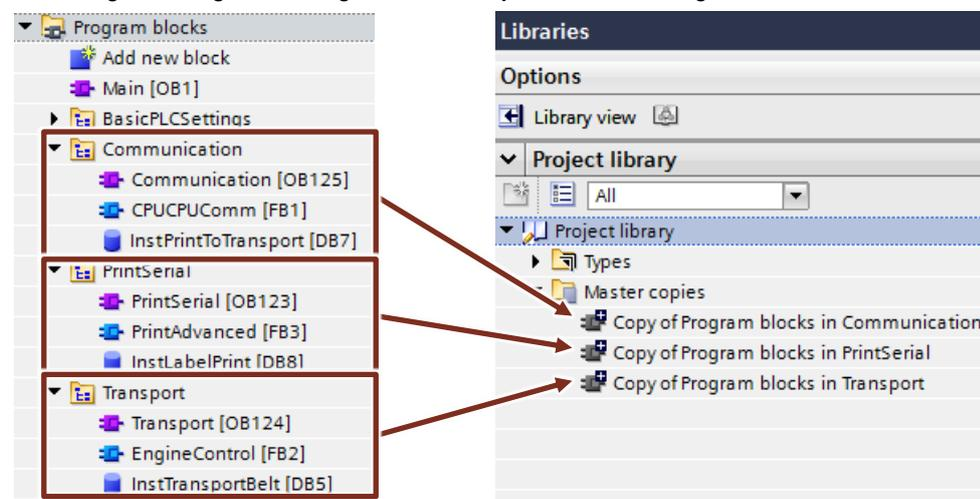 Program blocks
Add new block
Main [OB1]
BasicPLCSettings
Communication
Communication [OB125]
CPUCPUComm [FB1]
InstPrintToTransport [DB7]
PrintSerial
PrintSerial [OB123]
PrintAdvanced [FB3]
InstLabelPrint [DB8]
Transport
Transport [OB124]
EngineControl [FB2]
InstTransportBelt [DB5]
Libraries
Options
Library view
Project library
All
Project library
Types
Master copies
Copy of Program blocks in Communication
Copy of Program blocks in PrintSerial
Copy of Program blocks in Transport